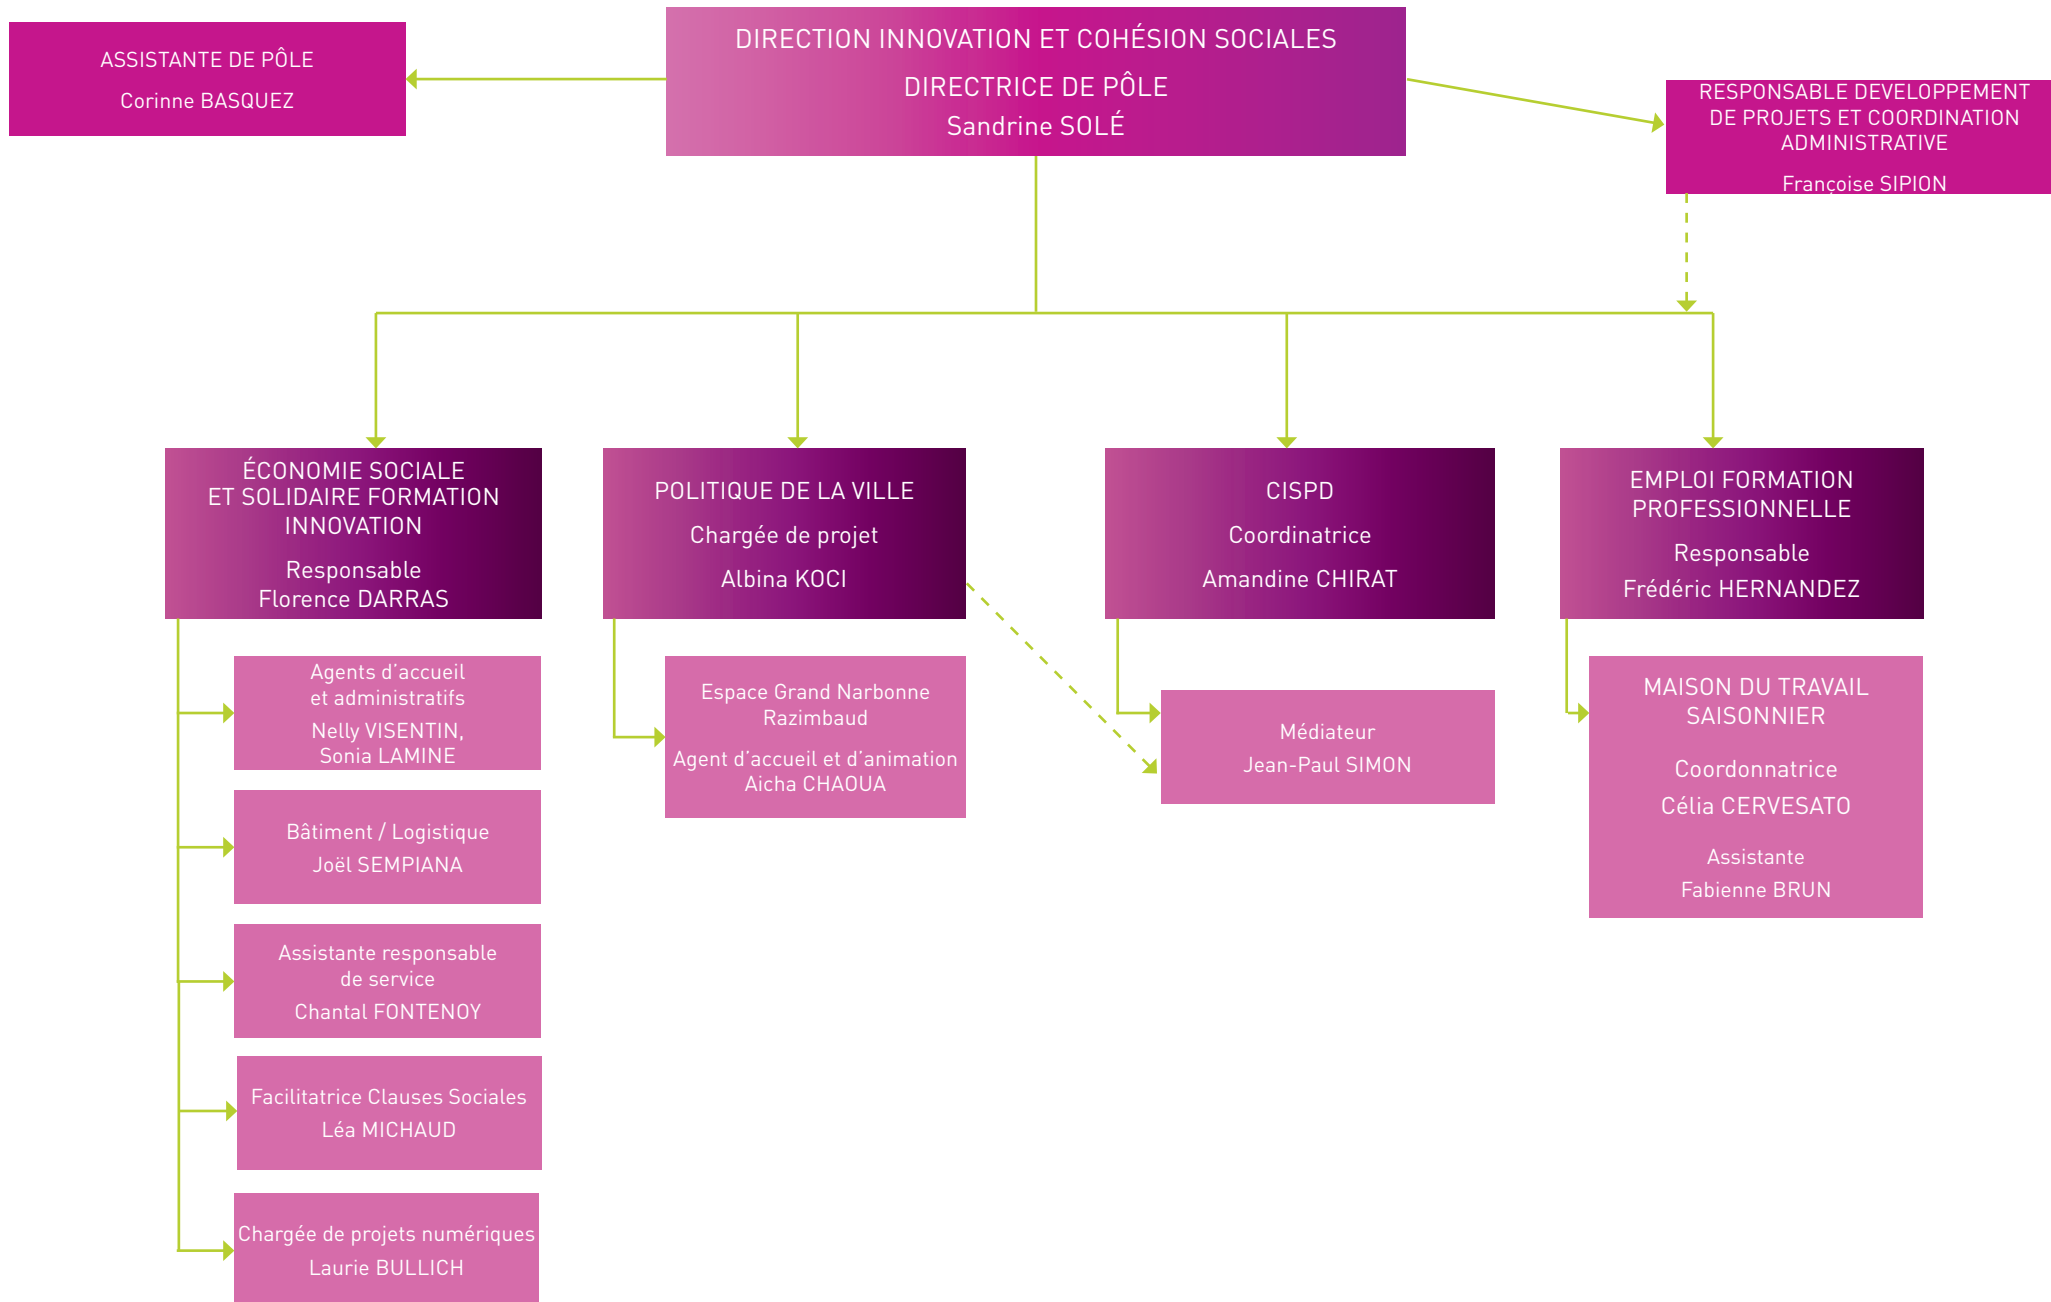 ASSISTANTE DE PÔLE
Corinne BASQUEZ
DIRECTION INNOVATION ET COHÉSION SOCIALES
DIRECTRICE DE PÔLE
Sandrine SOLÉ
RESPONSABLE DEVELOPPEMENT
DE PROJETS ET COORDINATION
ADMINISTRATIVE
Françoise SIPION
ÉCONOMIE SOCIALE
ET SOLIDAIRE FORMATION
INNOVATION
Responsable
Florence DARRAS
Agents d’accueil
et administratifs
Nelly VISENTIN,
Sonia LAMINE
Bâtiment / Logistique
Joël SEMPIANA
Assistante responsable
de service
Chantal FONTENOY
Facilitatrice Clauses Sociales
Léa MICHAUD
Chargée de projets numériques
Laurie BULLICH
POLITIQUE DE LA VILLE
Chargée de projet
Albina KOCI
Espace Grand Narbonne
Razimbaud
Agent d’accueil et d’animation
Aicha CHAOUA
CISPD
Coordinatrice
Amandine CHIRAT
Médiateur
Jean-Paul SIMON
EMPLOI FORMATION
PROFESSIONNELLE
Responsable
Frédéric HERNANDEZ
MAISON DU TRAVAIL
SAISONNIER
Coordonnatrice
Célia CERVESATO
Assistante
Fabienne BRUN